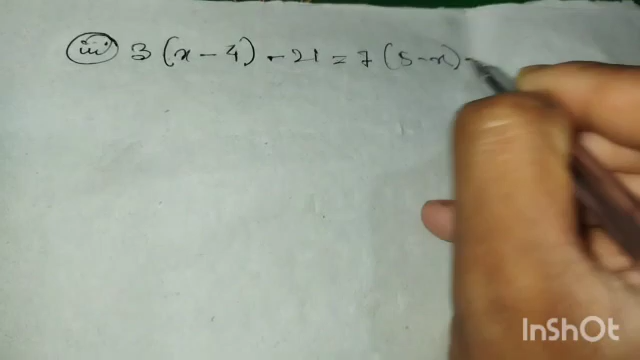 (iii) 3 (x - 4) - 21 = 7 (5 - x) -
InShOt